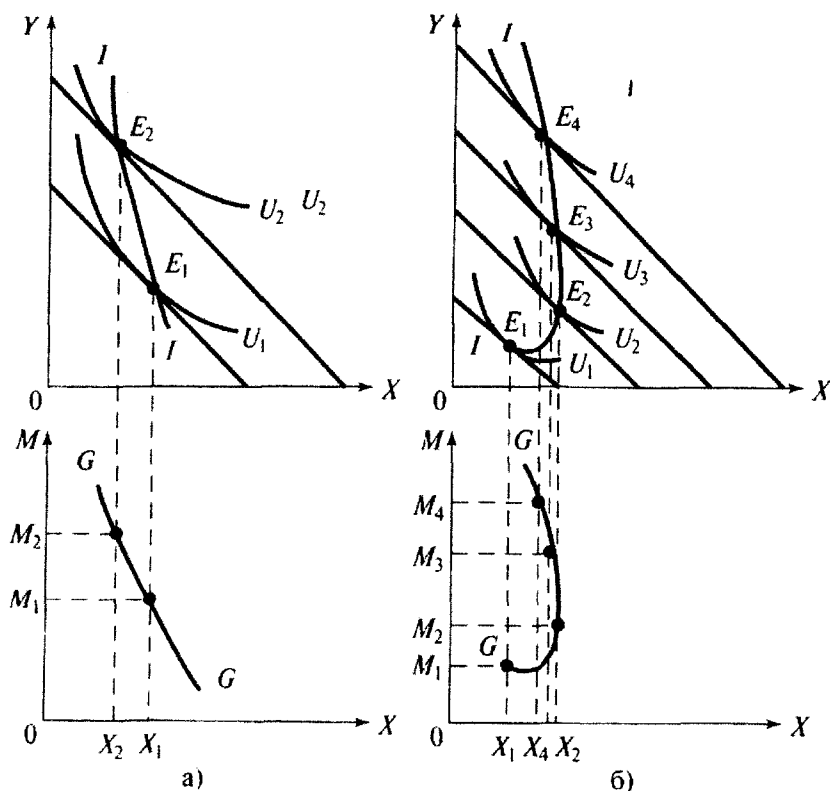 Y
I
E₂
U₂ U₂
E₁
I
U₁
0
X
M
G
M₂
M₁
G
0
X₂ X₁
X
а)
Y
I
E₄
U₄
E₃
U₃
E₂
U₂
I
E₁
U₁
0
X
M
G
M₄
M₃
M₂
G
M₁
0
X₁ X₄ X₂
X
б)